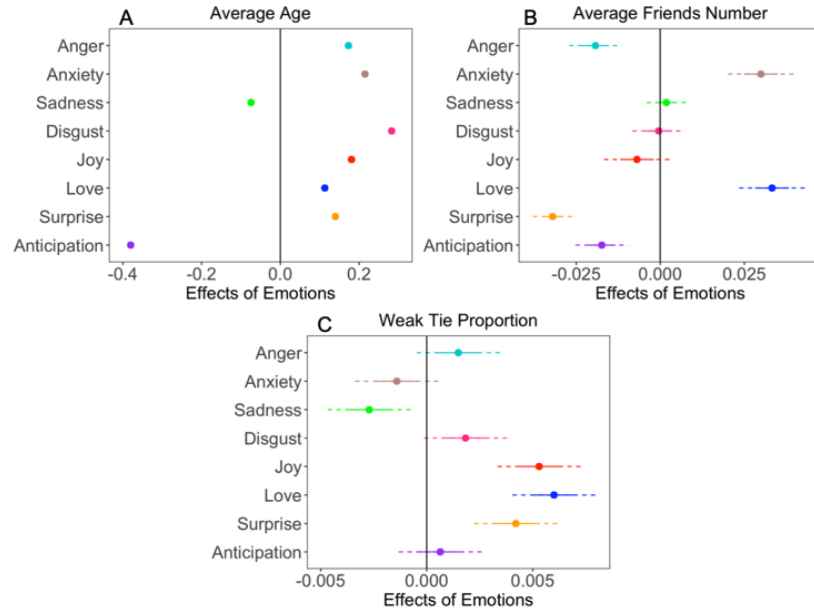 A
Average Age
Anger
Anxiety
Sadness
Disgust
Joy
Love
Surprise
Anticipation
-0.4
-0.2
0.0
0.2
Effects of Emotions
B
Average Friends Number
Anger
Anxiety
Sadness
Disgust
Joy
Love
Surprise
Anticipation
-0.025
0.000
0.025
Effects of Emotions
C
Weak Tie Proportion
Anger
Anxiety
Sadness
Disgust
Joy
Love
Surprise
Anticipation
-0.005
0.000
0.005
Effects of Emotions